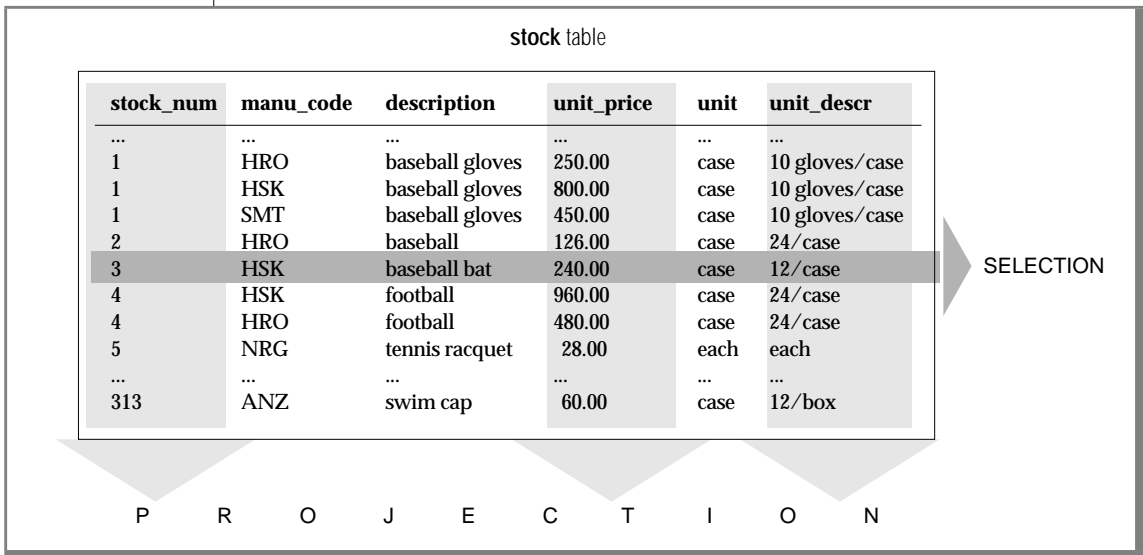 stock table
stock_num manu_code description unit_price unit unit_descr
... ... ... ... ... ...
1 HRO baseball gloves 250.00 case 10 gloves/case
1 HSK baseball gloves 800.00 case 10 gloves/case
1 SMT baseball gloves 450.00 case 10 gloves/case
2 HRO baseball 126.00 case 24/case
3 HSK baseball bat 240.00 case 12/case SELECTION
4 HSK football 960.00 case 24/case
4 HRO football 480.00 case 24/case
5 NRG tennis racquet 28.00 each each
... ... ... ... ... ...
313 ANZ swim cap 60.00 case 12/box
P R O J E C T I O N